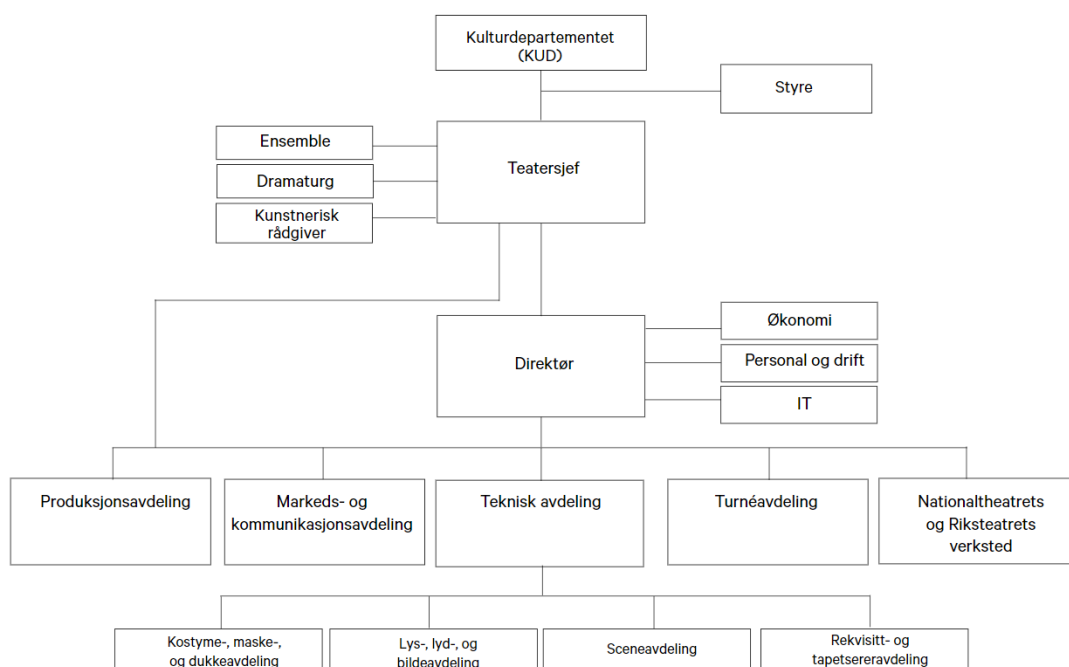 Kulturdepartementet
(KUD)
Styre
Ensemble
Dramaturg
Kunstnerisk
rådgiver
Teatersjef
Økonomi
Personal og drift
IT
Direktør
Produksjonsavdeling
Markeds- og
kommunikasjonsavdeling
Teknisk avdeling
Turnéavdeling
Nationaltheatrets
og Riksteatrets
verksted
Kostyme-, maske-,
og dukkeavdeling
Lys-, lyd-, og
bildeavdeling
Sceneavdeling
Rekvisitt- og
tapetsereravdeling